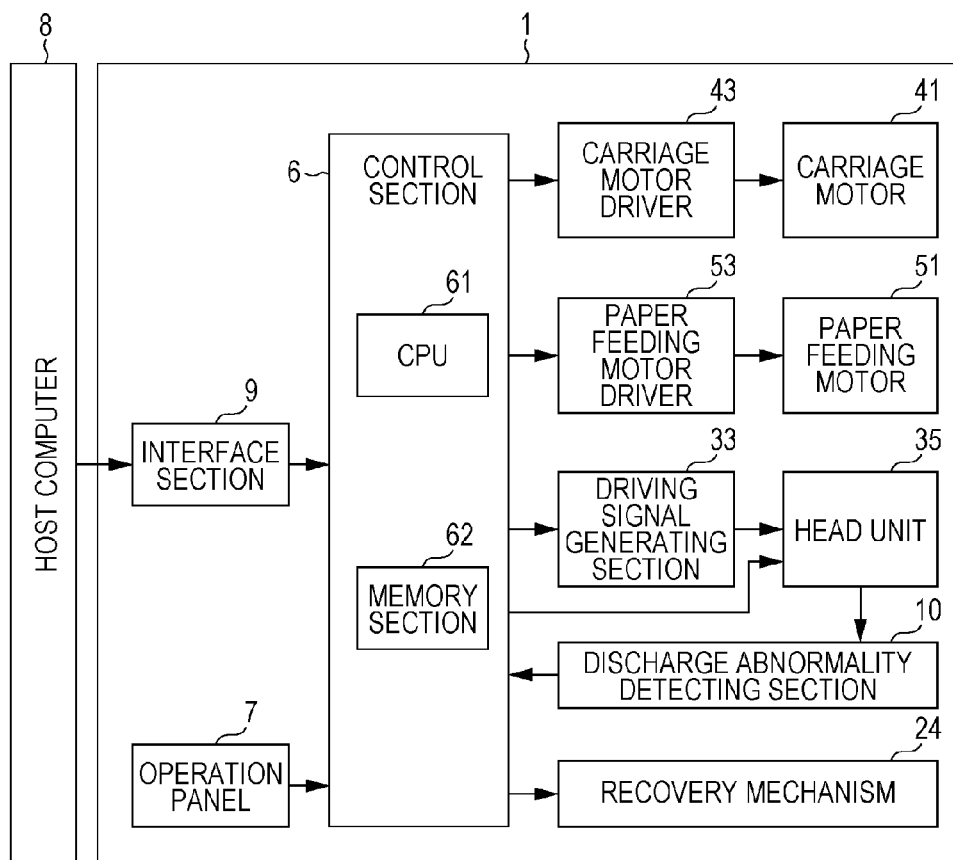 8
1
43
41
6
CONTROL
SECTION
CARRIAGE
MOTOR
DRIVER
CARRIAGE
MOTOR
61
CPU
53
51
PAPER
FEEDING
MOTOR
DRIVER
PAPER
FEEDING
MOTOR
HOST COMPUTER
9
INTERFACE
SECTION
33
35
DRIVING
SIGNAL
GENERATING
SECTION
HEAD UNIT
62
MEMORY
SECTION
10
DISCHARGE ABNORMALITY
DETECTING SECTION
7
OPERATION
PANEL
24
RECOVERY MECHANISM